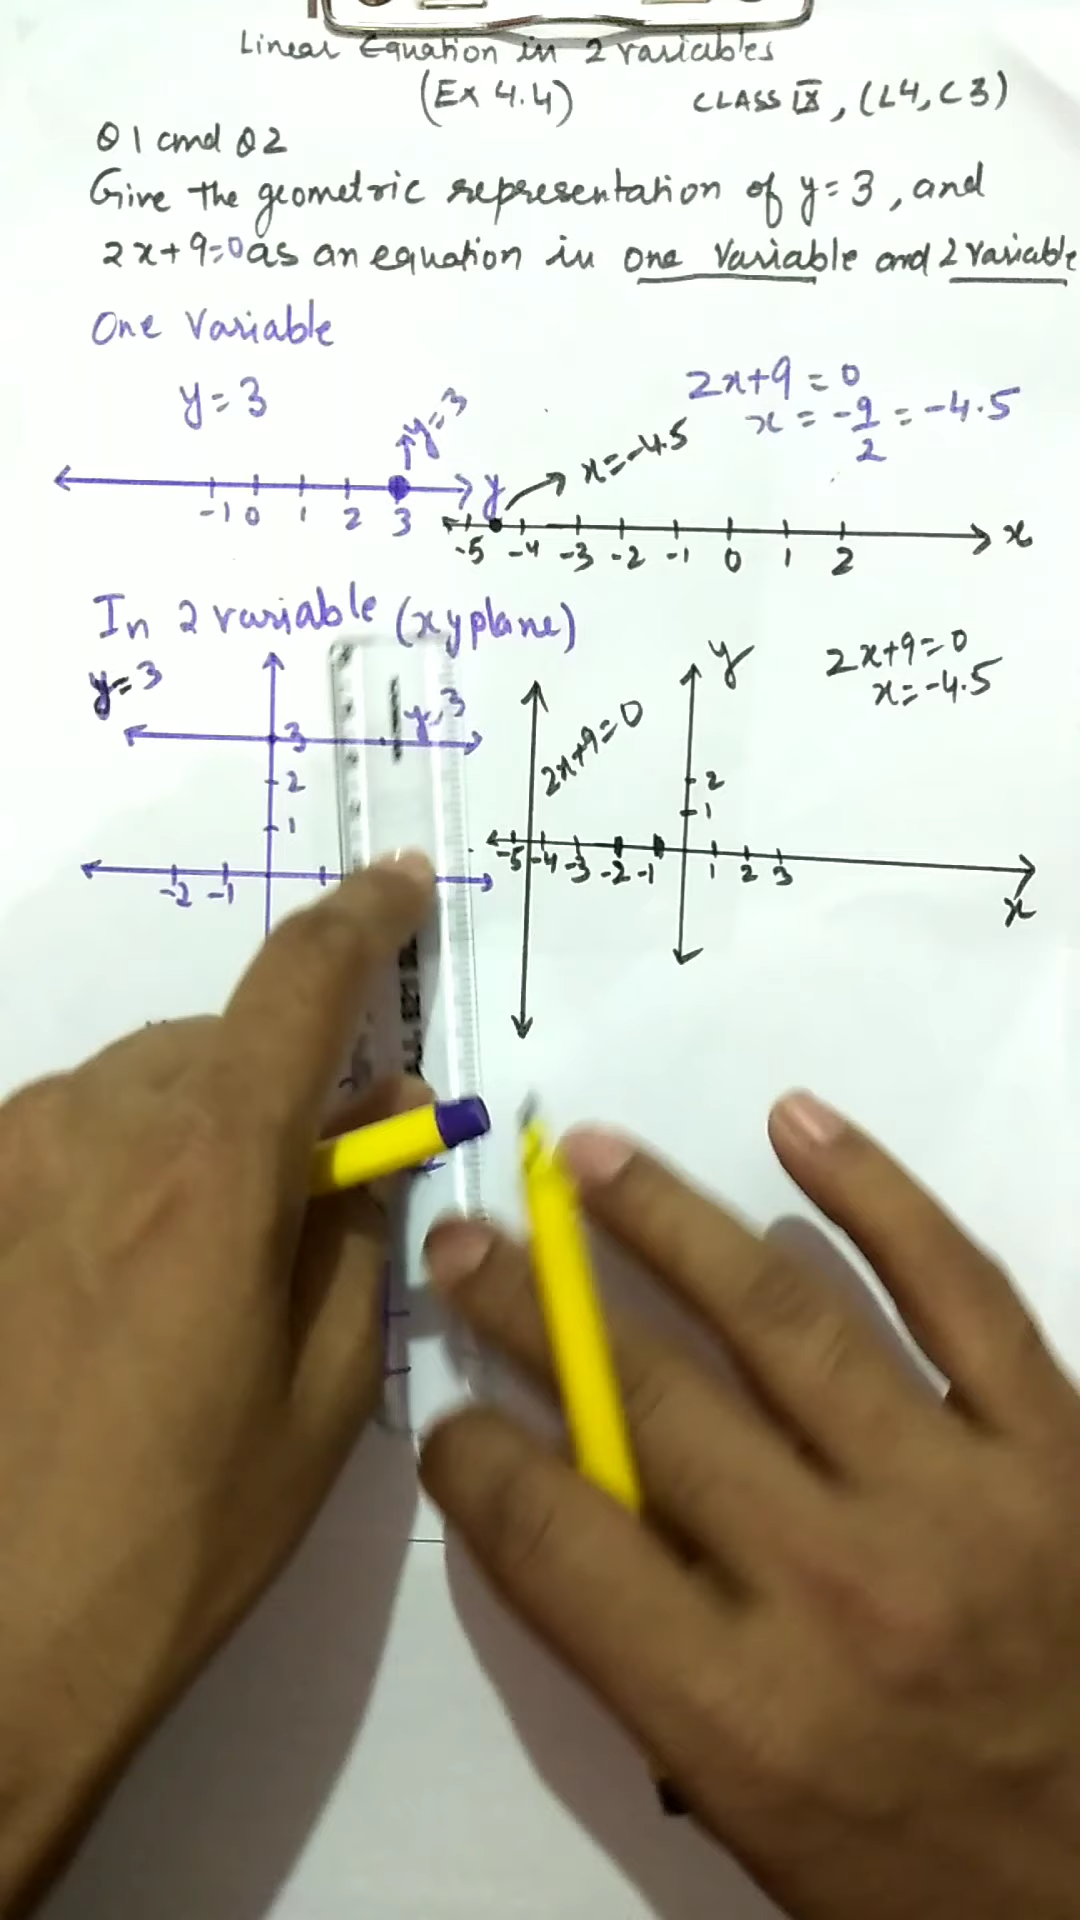 Linear Equation in 2 variables
(Ex 4.4) CLASS IX, (L4, C3)
Q1 and Q2
Give the geometric representation of y=3, and
2x+9=0 as an equation in one variable and 2 variable
One Variable
y=3
y=3
2x+9=0
x = -9/2 = -4.5
x=-4.5
-1 0 1 2 3 y
-5 -4 -3 -2 -1 0 1 2 x
In 2 variable (xy plane)
y=3
3
2
1
-2 -1
y=3
2x+9=0
y
2
1
-5 -4 -3 -2 -1 1 2 3
x
2x+9=0
x=-4.5